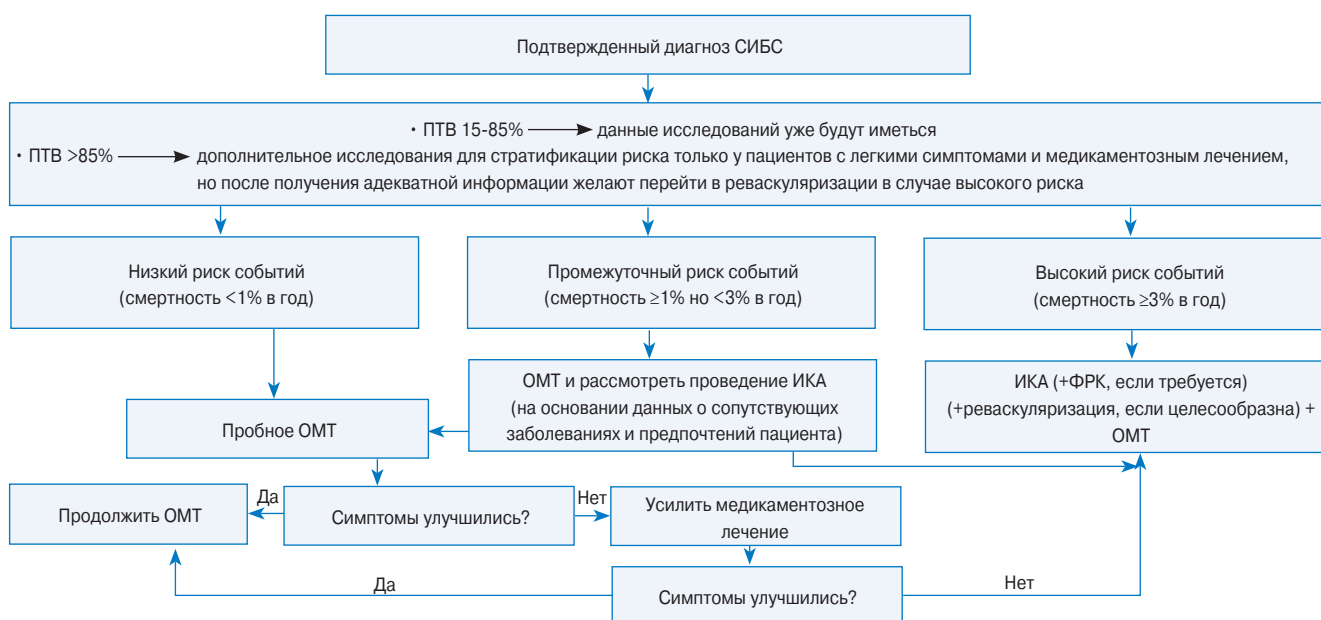 Подтвержденный диагноз СИБС
· ПТВ 15-85% → данные исследований уже будут иметься
· ПТВ >85% → дополнительное исследования для стратификации риска только у пациентов с легкими симптомами и медикаментозным лечением,
но после получения адекватной информации желают перейти в реваскуляризации в случае высокого риска
Низкий риск событий
(смертность <1% в год)
Промежуточный риск событий
(смертность ≥1% но <3% в год)
Высокий риск событий
(смертность ≥3% в год)
ОМТ и рассмотреть проведение ИКА
(на основании данных о сопутствующих
заболеваниях и предпочтений пациента)
ИКА (+ФРК, если требуется)
(+реваскуляризация, если целесообразна) +
ОМТ
Пробное ОМТ
Продолжить ОМТ
Да
Симптомы улучшились?
Нет
Усилить медикаментозное
лечение
Да
Симптомы улучшились?
Нет